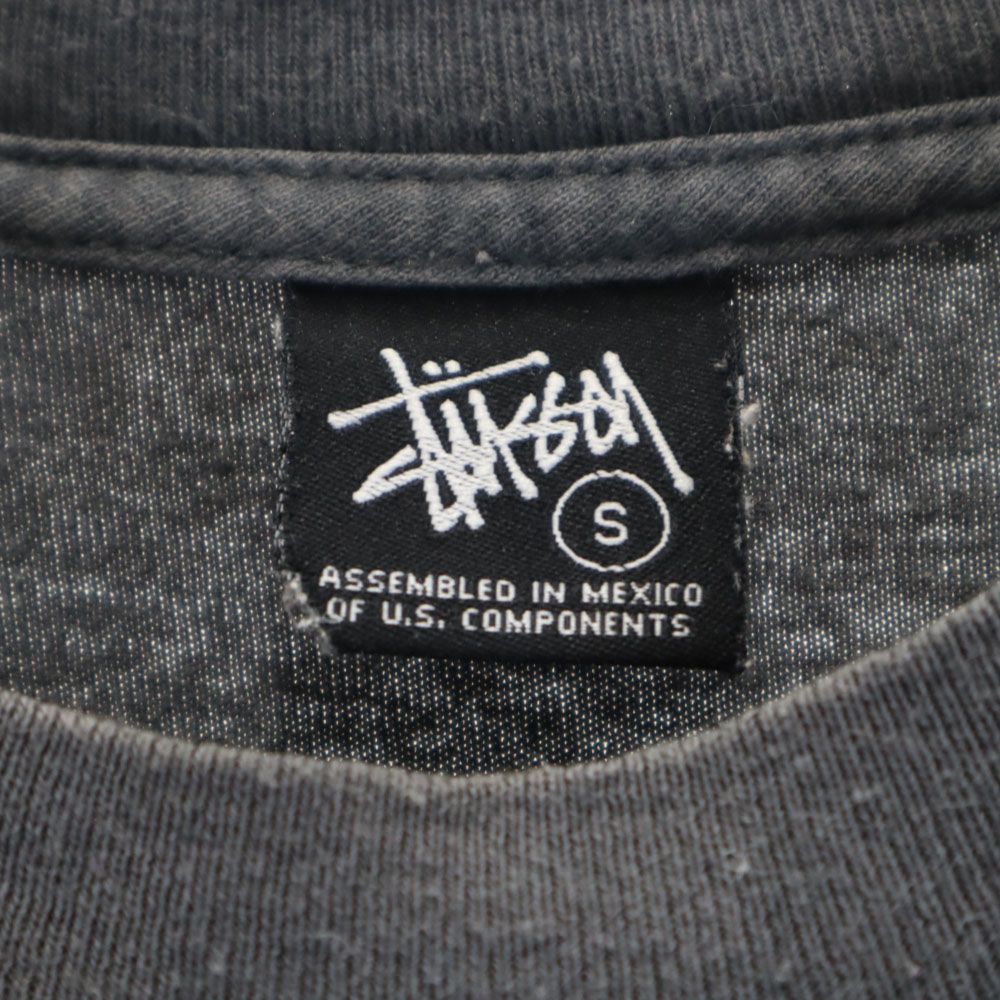 Stüssy
S
ASSEMBLED IN MEXICO
OF U.S. COMPONENTS